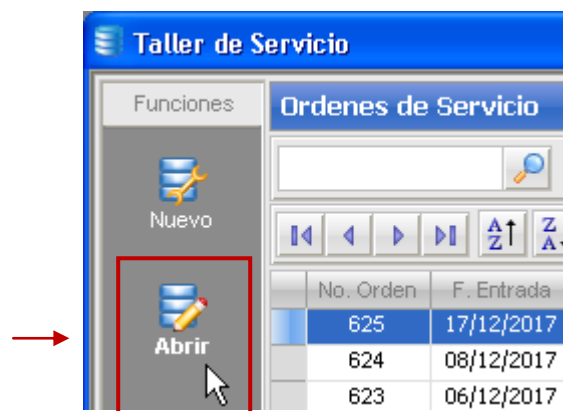 Taller de Servicio
Funciones
Ordenes de Servicio
Nuevo
A
Z
Z
A
No. Orden F. Entrada
625 17/12/2017
Abrir
624 08/12/2017
623 06/12/2017